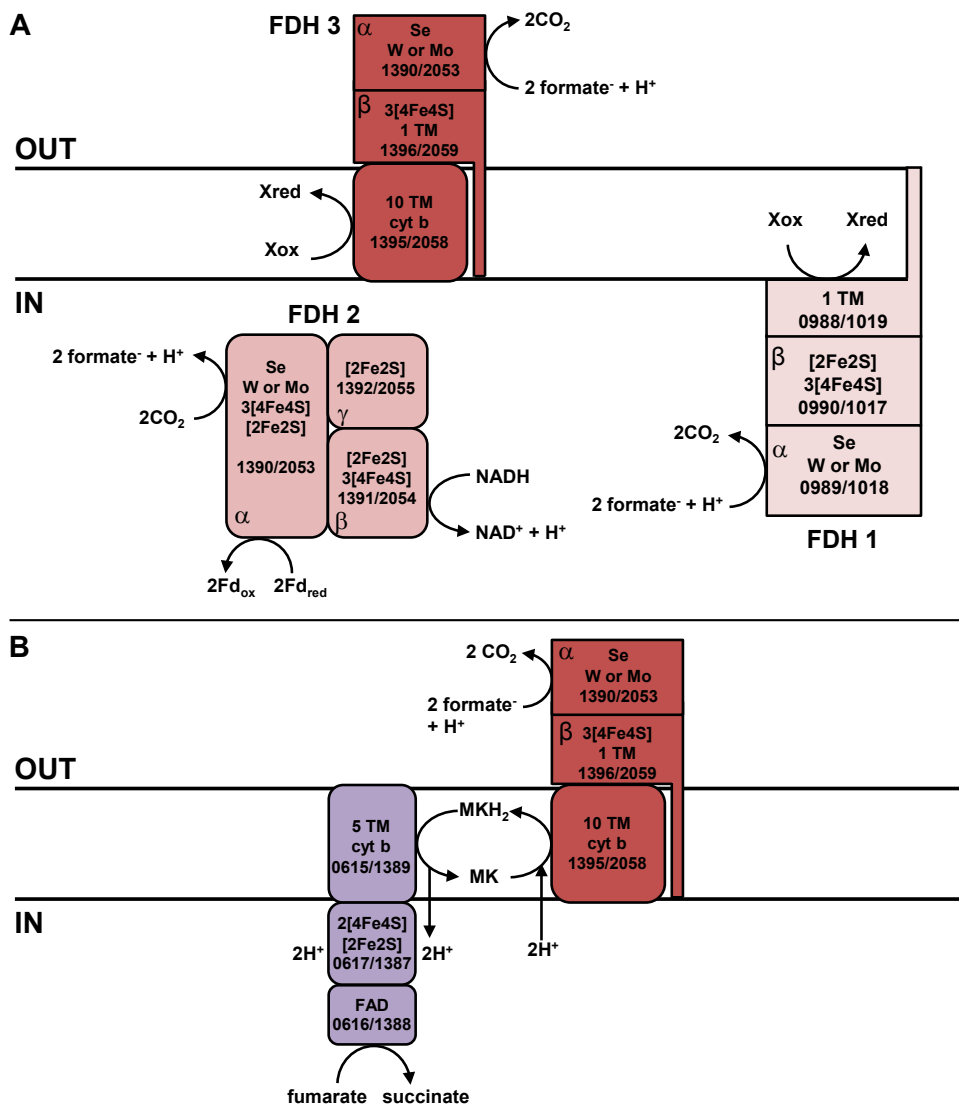 A
FDH 3
α
Se
W or Mo
1390/2053
2CO₂
2 formate⁻ + H⁺
β
3[4Fe4S]
1 TM
1396/2059
OUT
10 TM
cyt b
1395/2058
Xred
Xox
Xox
Xred
IN
1 TM
0988/1019
β
[2Fe2S]
3[4Fe4S]
0990/1017
α
Se
W or Mo
0989/1018
2CO₂
2 formate⁻ + H⁺
FDH 1
FDH 2
2 formate⁻ + H⁺
2CO₂
Se
W or Mo
3[4Fe4S]
[2Fe2S]
1390/2053
α
[2Fe2S]
1392/2055
γ
[2Fe2S]
3[4Fe4S]
1391/2054
β
NADH
NAD⁺ + H⁺
2Fdox
2Fdred
B
2 CO₂
2 formate⁻
+ H⁺
α
Se
W or Mo
1390/2053
β
3[4Fe4S]
1 TM
1396/2059
OUT
5 TM
cyt b
0615/1389
MKH₂
MK
10 TM
cyt b
1395/2058
IN
2H⁺
2[4Fe4S]
[2Fe2S]
0617/1387
2H⁺
2H⁺
FAD
0616/1388
fumarate
succinate